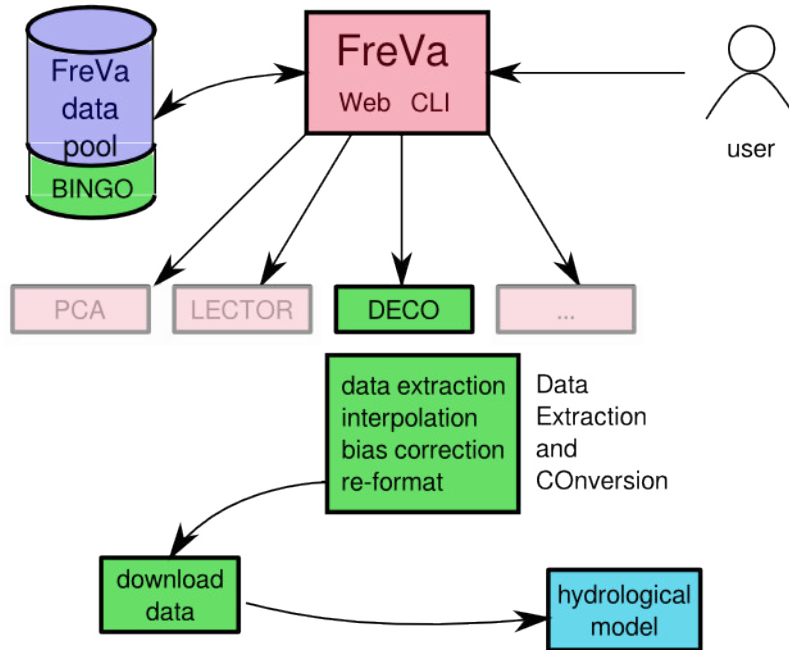 FreVa
data
pool
BINGO
FreVa
Web CLI
user
PCA
LECTOR
DECO
...
data extraction
interpolation
bias correction
re-format
Data
Extraction
and
COnversion
download
data
hydrological
model